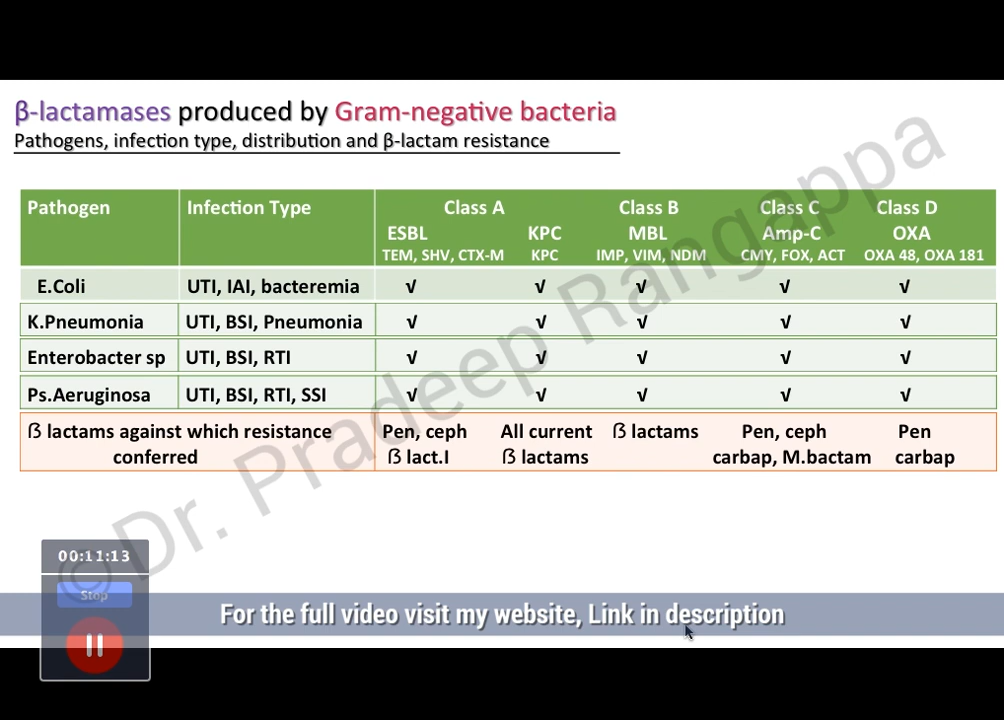 β-lactamases produced by Gram-negative bacteria
Pathogens, infection type, distribution and β-lactam resistance
Pathogen Infection Type Class A Class B Class C Class D
ESBL KPC MBL Amp-C OXA
TEM, SHV, CTX-M KPC IMP, VIM, NDM CMY, FOX, ACT OXA 48, OXA 181
E.Coli UTI, IAI, bacteremia √ √ √ √ √
K.Pneumonia UTI, BSI, Pneumonia √ √ √ √ √
Enterobacter sp UTI, BSI, RTI √ √ √ √ √
Ps.Aeruginosa UTI, BSI, RTI, SSI √ √ √ √ √
ẞ lactams against which resistance Pen, ceph All current ẞ lactams Pen, ceph Pen
conferred ẞ lact.I ẞ lactams carbap, M.bactam carbap
©Dr. Pradeep Rangappa
00:11:13
Stop
For the full video visit my website, Link in description